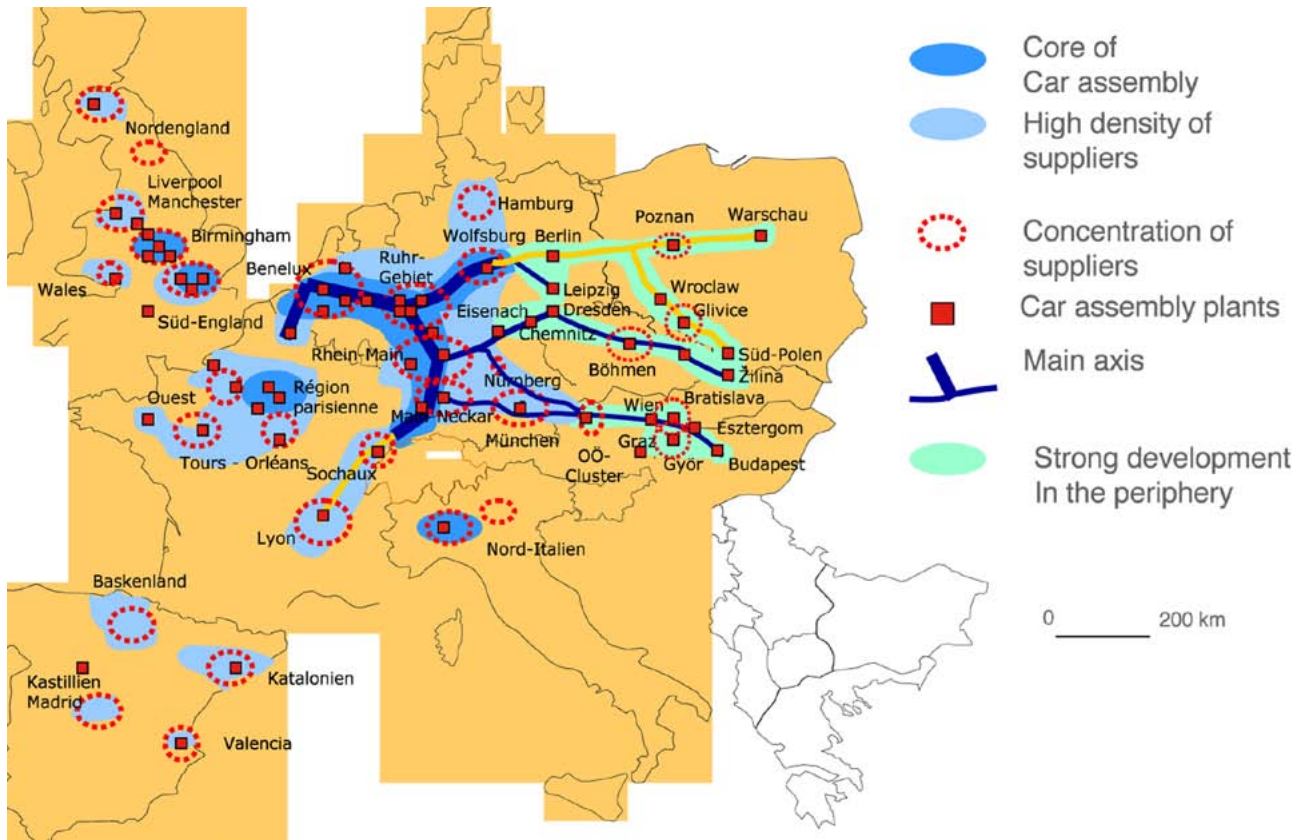 Nordengland
Liverpool
Manchester
Birmingham
Wales
Süd-England
Benelux
Ruhr-
Gebiet
Hamburg
Wolfsburg
Berlin
Poznan
Warschau
Leipzig
Dresden
Eisenach
Chemnitz
Wroclaw
Glivice
Süd-Polen
Žilina
Böhmen
Rhein-Main
Nürnberg
Ouest
Région
parisienne
Tours - Orléans
Sochaux
Neckar
München
OÖ-
Cluster
Wien
Bratislava
Esztergom
Graz
Györ
Budapest
Lyon
Nord-Italien
Baskenland
Kastillien
Madrid
Katalonien
Valencia
Core of
Car assembly
High density of
suppliers
Concentration of
suppliers
Car assembly plants
Main axis
Strong development
In the periphery
0 200 km